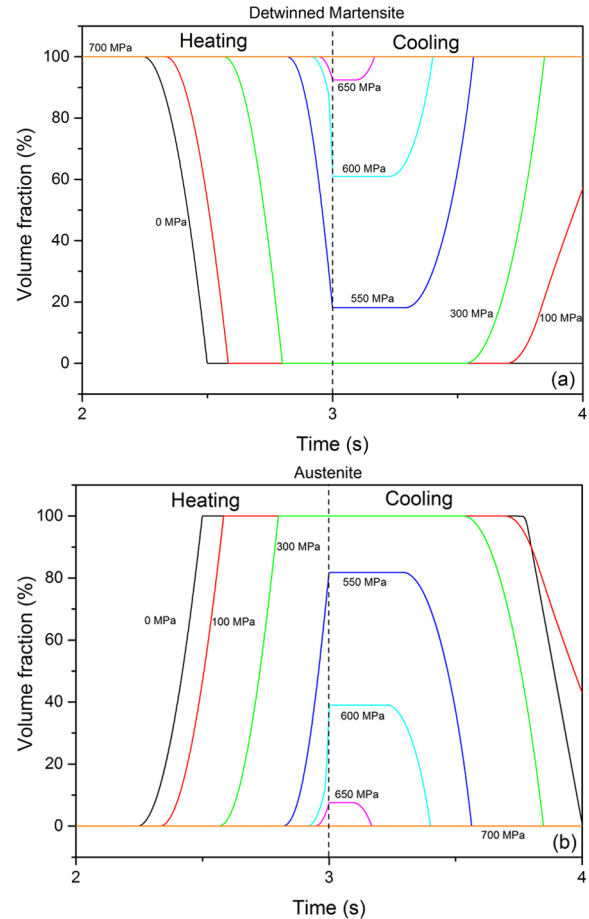 Detwinned Martensite
Heating Cooling
700 MPa
100
650 MPa
80
600 MPa
60
0 MPa
40
550 MPa
300 MPa
100 MPa
20
0
(a)
2 3 4
Volume fraction (%)
Time (s)
Austenite
Heating Cooling
100
300 MPa
80
550 MPa
0 MPa
100 MPa
60
40
600 MPa
20
650 MPa
0
700 MPa
(b)
2 3 4
Volume fraction (%)
Time (s)